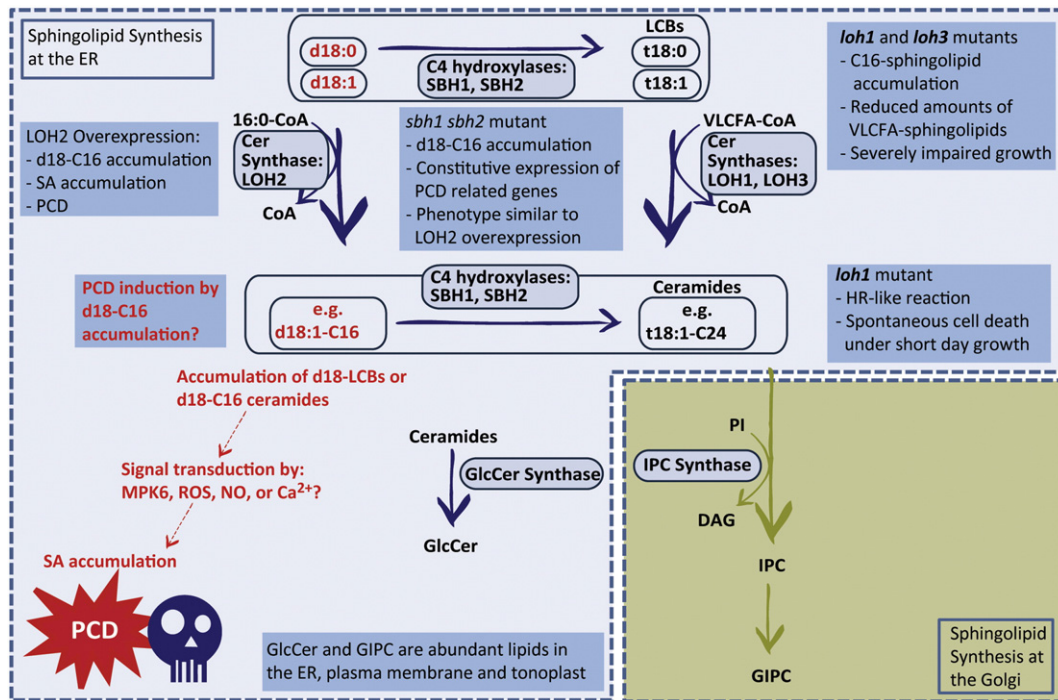 Sphingolipid Synthesis
at the ER
LCBs
d18:0
t18:0
d18:1
t18:1
C4 hydroxylases:
SBH1, SBH2
loh1 and loh3 mutants
- C16-sphingolipid
accumulation
- Reduced amounts of
VLCFA-sphingolipids
- Severely impaired growth
LOH2 Overexpression:
- d18-C16 accumulation
- SA accumulation
- PCD
16:0-CoA
Cer
Synthase:
LOH2
CoA
sbh1 sbh2 mutant
- d18-C16 accumulation
- Constitutive expression of
PCD related genes
- Phenotype similar to
LOH2 overexpression
VLCFA-CoA
Cer
Synthases:
LOH1, LOH3
CoA
PCD induction by
d18-C16
accumulation?
C4 hydroxylases:
SBH1, SBH2
e.g.
d18:1-C16
Ceramides
e.g.
t18:1-C24
loh1 mutant
- HR-like reaction
- Spontaneous cell death
under short day growth
Accumulation of d18-LCBs or
d18-C16 ceramides
Signal transduction by:
MPK6, ROS, NO, or Ca²⁺?
SA accumulation
PCD
Ceramides
GlcCer Synthase
GlcCer
GlcCer and GIPC are abundant lipids in
the ER, plasma membrane and tonoplast
PI
IPC Synthase
DAG
IPC
GIPC
Sphingolipid
Synthesis at
the Golgi